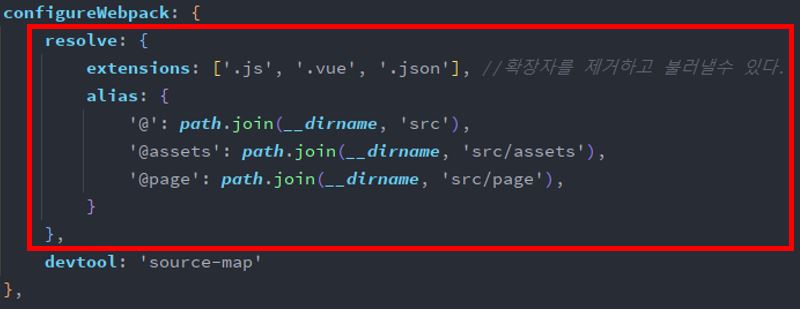 configureWebpack: {
resolve: {
extensions: ['.js', '.vue', '.json'], //확장자를 제거하고 불러낼수 있다.
alias: {
'@': path.join(__dirname, 'src'),
'@assets': path.join(__dirname, 'src/assets'),
'@page': path.join(__dirname, 'src/page'),
}
},
devtool: 'source-map'
},